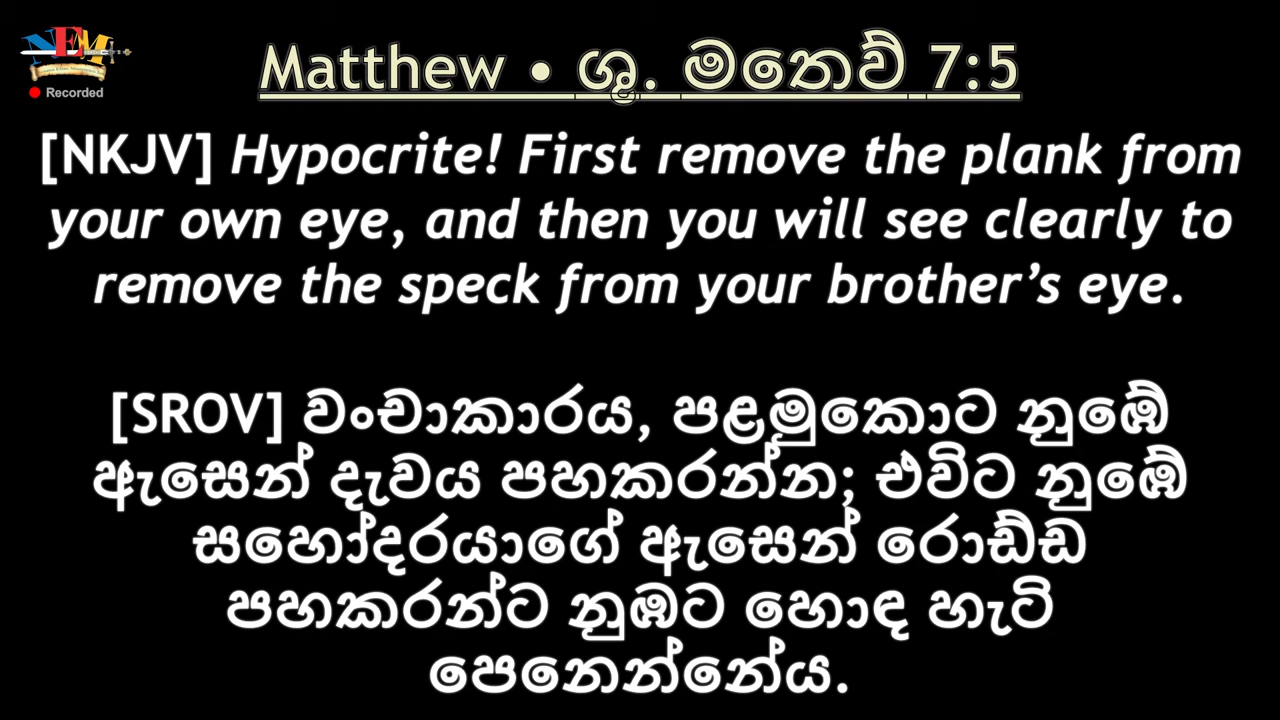 NEM
Recorded
Matthew • ශු. මතෙව් 7:5
[NKJV] Hypocrite! First remove the plank from
your own eye, and then you will see clearly to
remove the speck from your brother’s eye.
[SROV] වංචාකාරය, පළමුකොට නුඹේ
ඇසෙන් දැවය පහකරන්න; එවිට නුඹේ
සහෝදරයාගේ ඇසෙන් රොඩ්ඩ
පහකරන්ට නුඹට හොඳ හැටි
පෙනෙන්නේය.